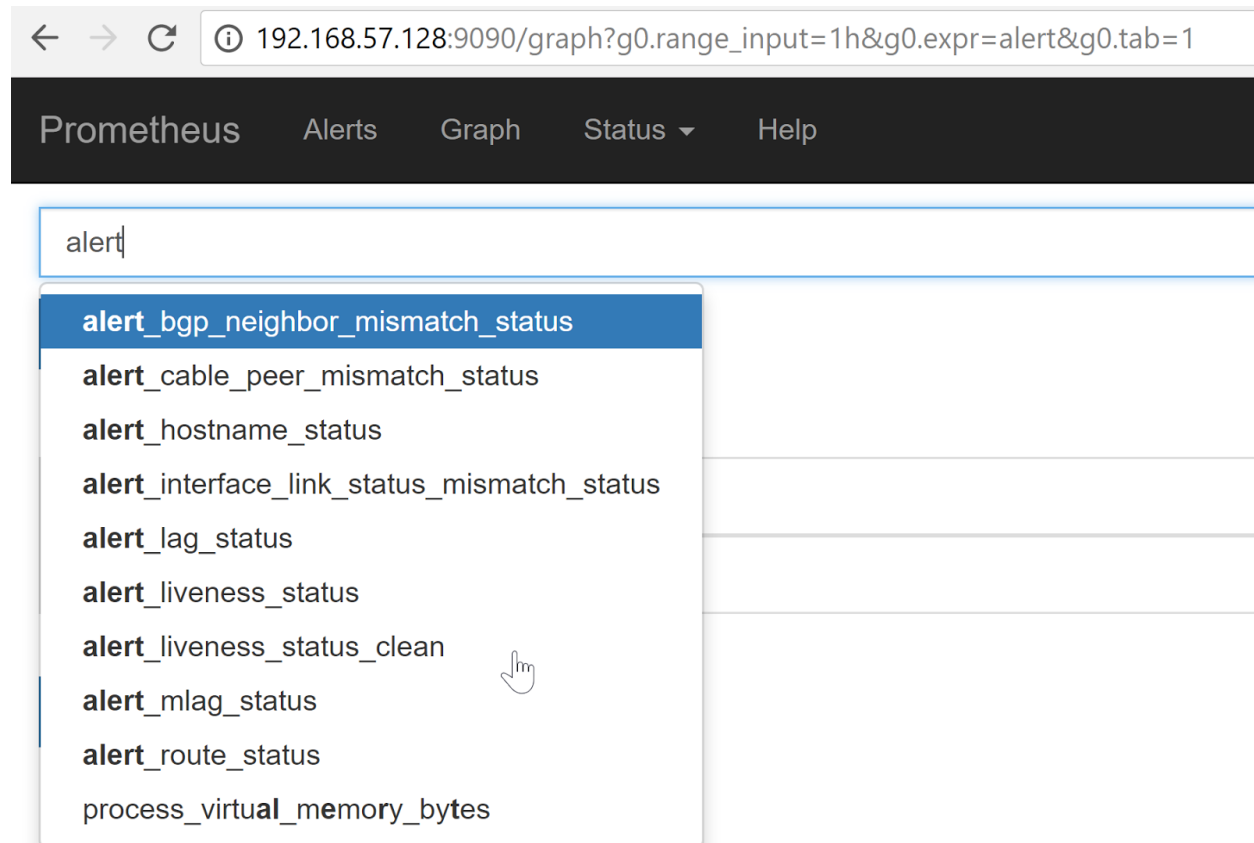 192.168.57.128:9090/graph?g0.range_input=1h&g0.expr=alert&g0.tab=1
Prometheus Alerts Graph Status Help
alert
alert_bgp_neighbor_mismatch_status
alert_cable_peer_mismatch_status
alert_hostname_status
alert_interface_link_status_mismatch_status
alert_lag_status
alert_liveness_status
alert_liveness_status_clean
alert_mlag_status
alert_route_status
process_virtual_memory_bytes